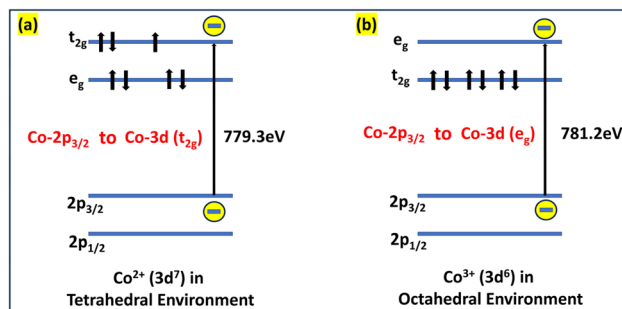 (a)
t2g
eg
Co-2p3/2 to Co-3d (t2g)
779.3eV
2p3/2
2p1/2
Co2+ (3d7) in
Tetrahedral Environment
(b)
eg
t2g
Co-2p3/2 to Co-3d (eg)
781.2eV
2p3/2
2p1/2
Co3+ (3d6) in
Octahedral Environment